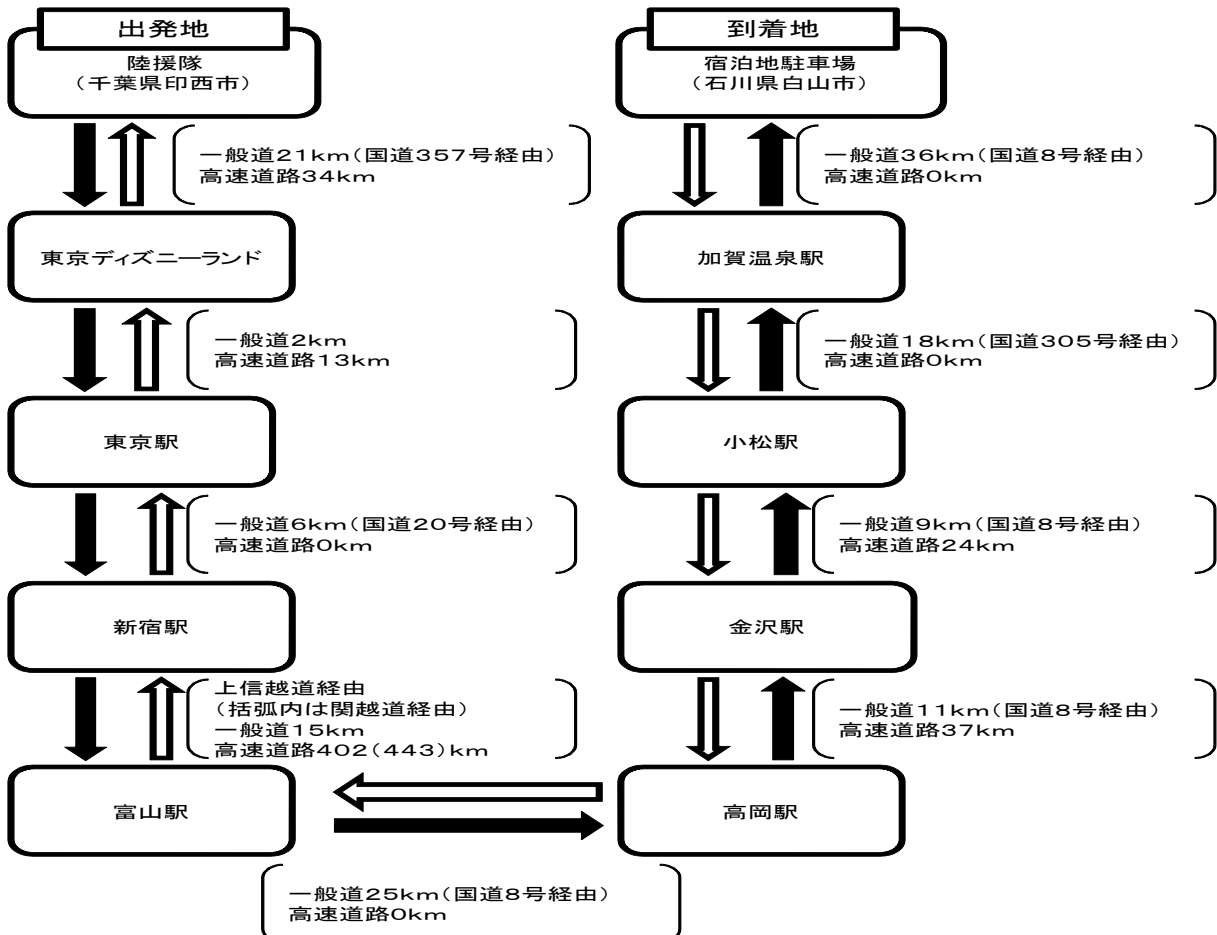 出発地
陸援隊
(千葉県印西市)
一般道21km(国道357号経由)
高速道路34km
東京ディズニーランド
一般道2km
高速道路13km
東京駅
一般道6km(国道20号経由)
高速道路0km
新宿駅
上信越道経由
(括弧内は関越道経由)
一般道15km
高速道路402(443)km
富山駅
一般道25km(国道8号経由)
高速道路0km
到着地
宿泊地駐車場
(石川県白山市)
一般道36km(国道8号経由)
高速道路0km
加賀温泉駅
一般道18km(国道305号経由)
高速道路0km
小松駅
一般道9km(国道8号経由)
高速道路24km
金沢駅
一般道11km(国道8号経由)
高速道路37km
高岡駅